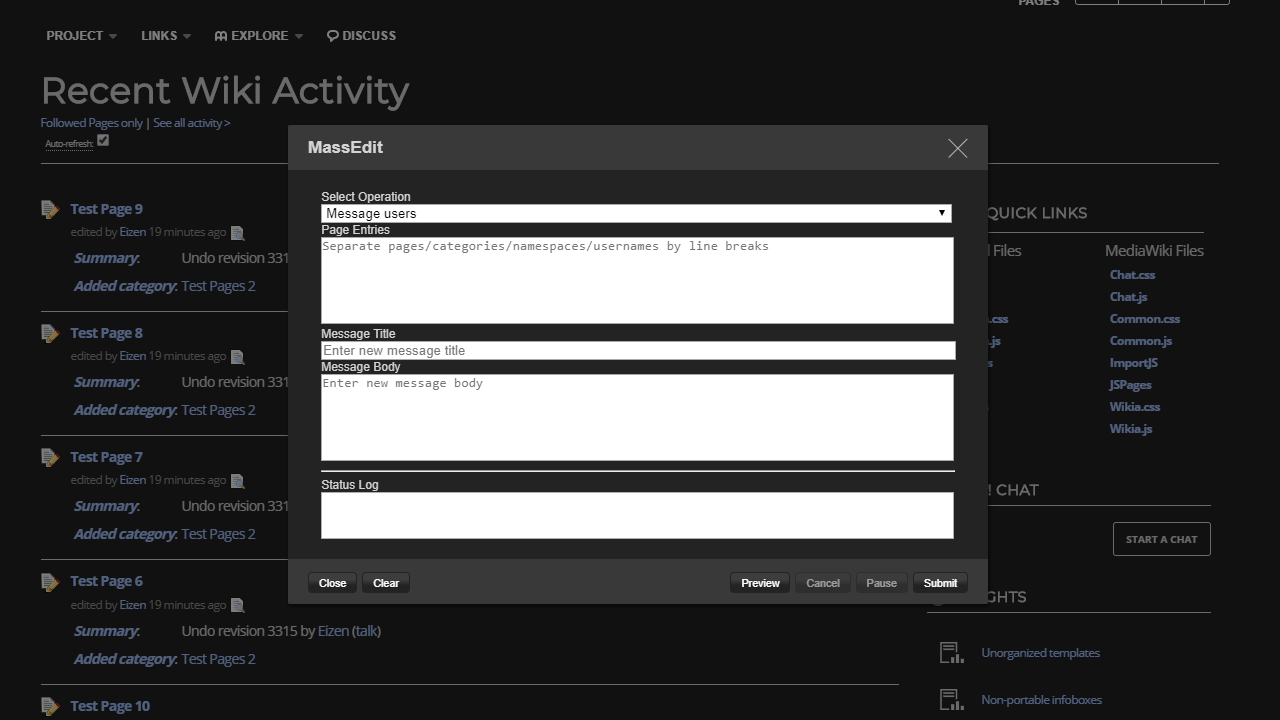 PAGES
PROJECT
LINKS
EXPLORE
DISCUSS
Recent Wiki Activity
Followed Pages only | See all activity >
Auto-refresh:
MassEdit
Select Operation
Message users
Page Entries
Separate pages/categories/namespaces/usernames by line breaks
Message Title
Enter new message title
Message Body
Enter new message body
Status Log
Close
Clear
Preview
Cancel
Pause
Submit
Test Page 9
edited by Eizen 19 minutes ago
Summary: Undo revision 331
Added category: Test Pages 2
Test Page 8
edited by Eizen 19 minutes ago
Summary: Undo revision 331
Added category: Test Pages 2
Test Page 7
edited by Eizen 19 minutes ago
Summary: Undo revision 331
Added category: Test Pages 2
Test Page 6
edited by Eizen 19 minutes ago
Summary: Undo revision 3315 by Eizen (talk)
Added category: Test Pages 2
Test Page 10
QUICK LINKS
Files
.css
.js
s
MediaWiki Files
Chat.css
Chat.js
Common.css
Common.js
ImportJS
JSPages
Wikia.css
Wikia.js
! CHAT
START A CHAT
GHTS
Unorganized templates
Non-portable infoboxes